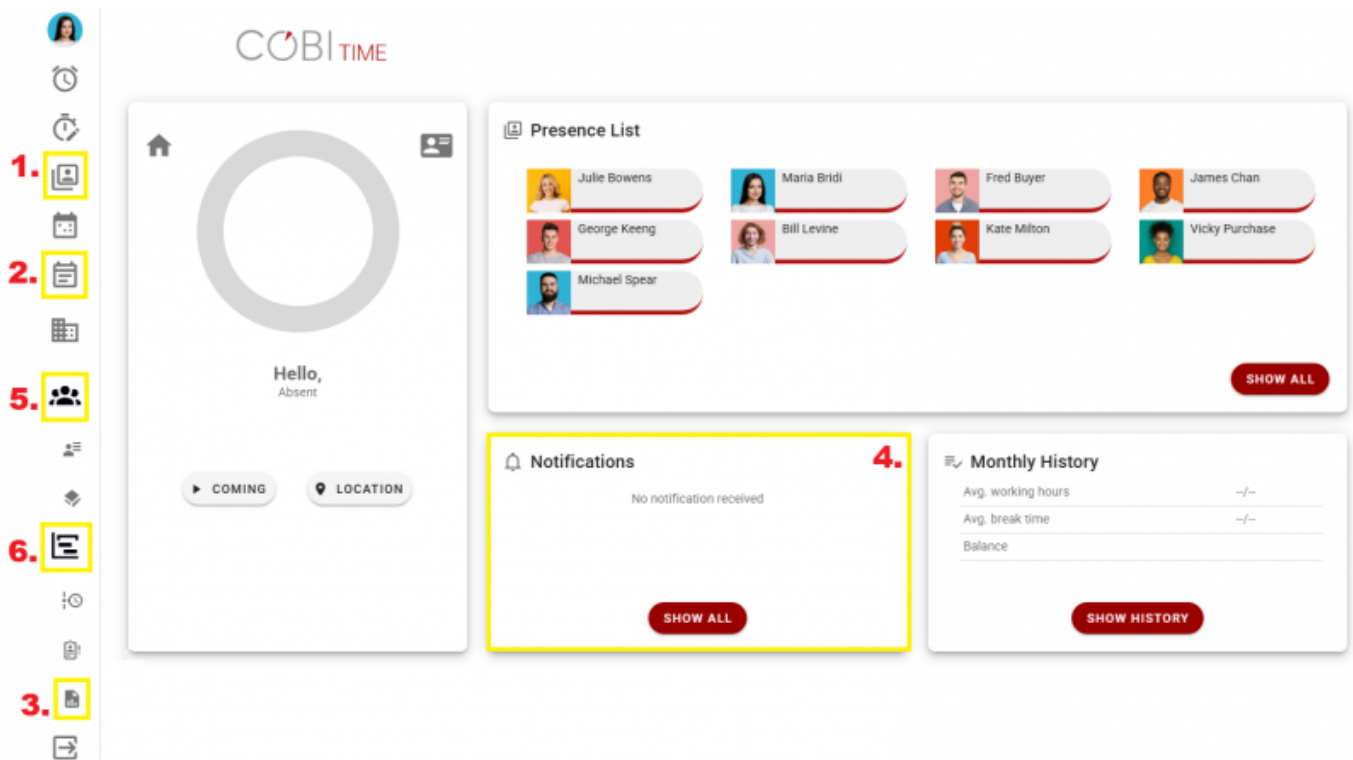 COBI TIME
1.
2.
5.
6.
3.
Hello,
Absent
COMING
LOCATION
Presence List
Julie Bowens
Maria Bridi
Fred Buyer
James Chan
George Keeng
Bill Levine
Kate Milton
Vicky Purchase
Michael Spear
SHOW ALL
Notifications
4.
No notification received
SHOW ALL
Monthly History
Avg. working hours --/--
Avg. break time --/--
Balance
SHOW HISTORY